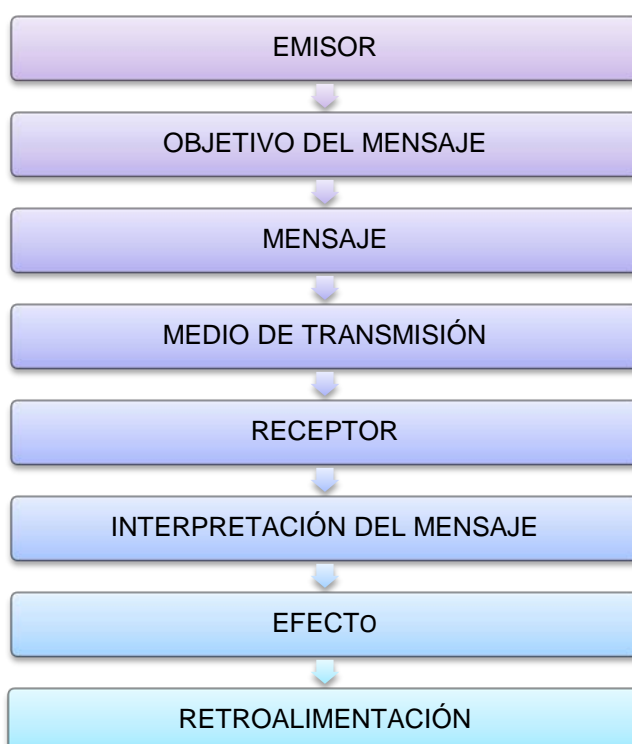 EMISOR
OBJETIVO DEL MENSAJE
MENSAJE
MEDIO DE TRANSMISIÓN
RECEPTOR
INTERPRETACIÓN DEL MENSAJE
EFECTo
RETROALIMENTACIÓN